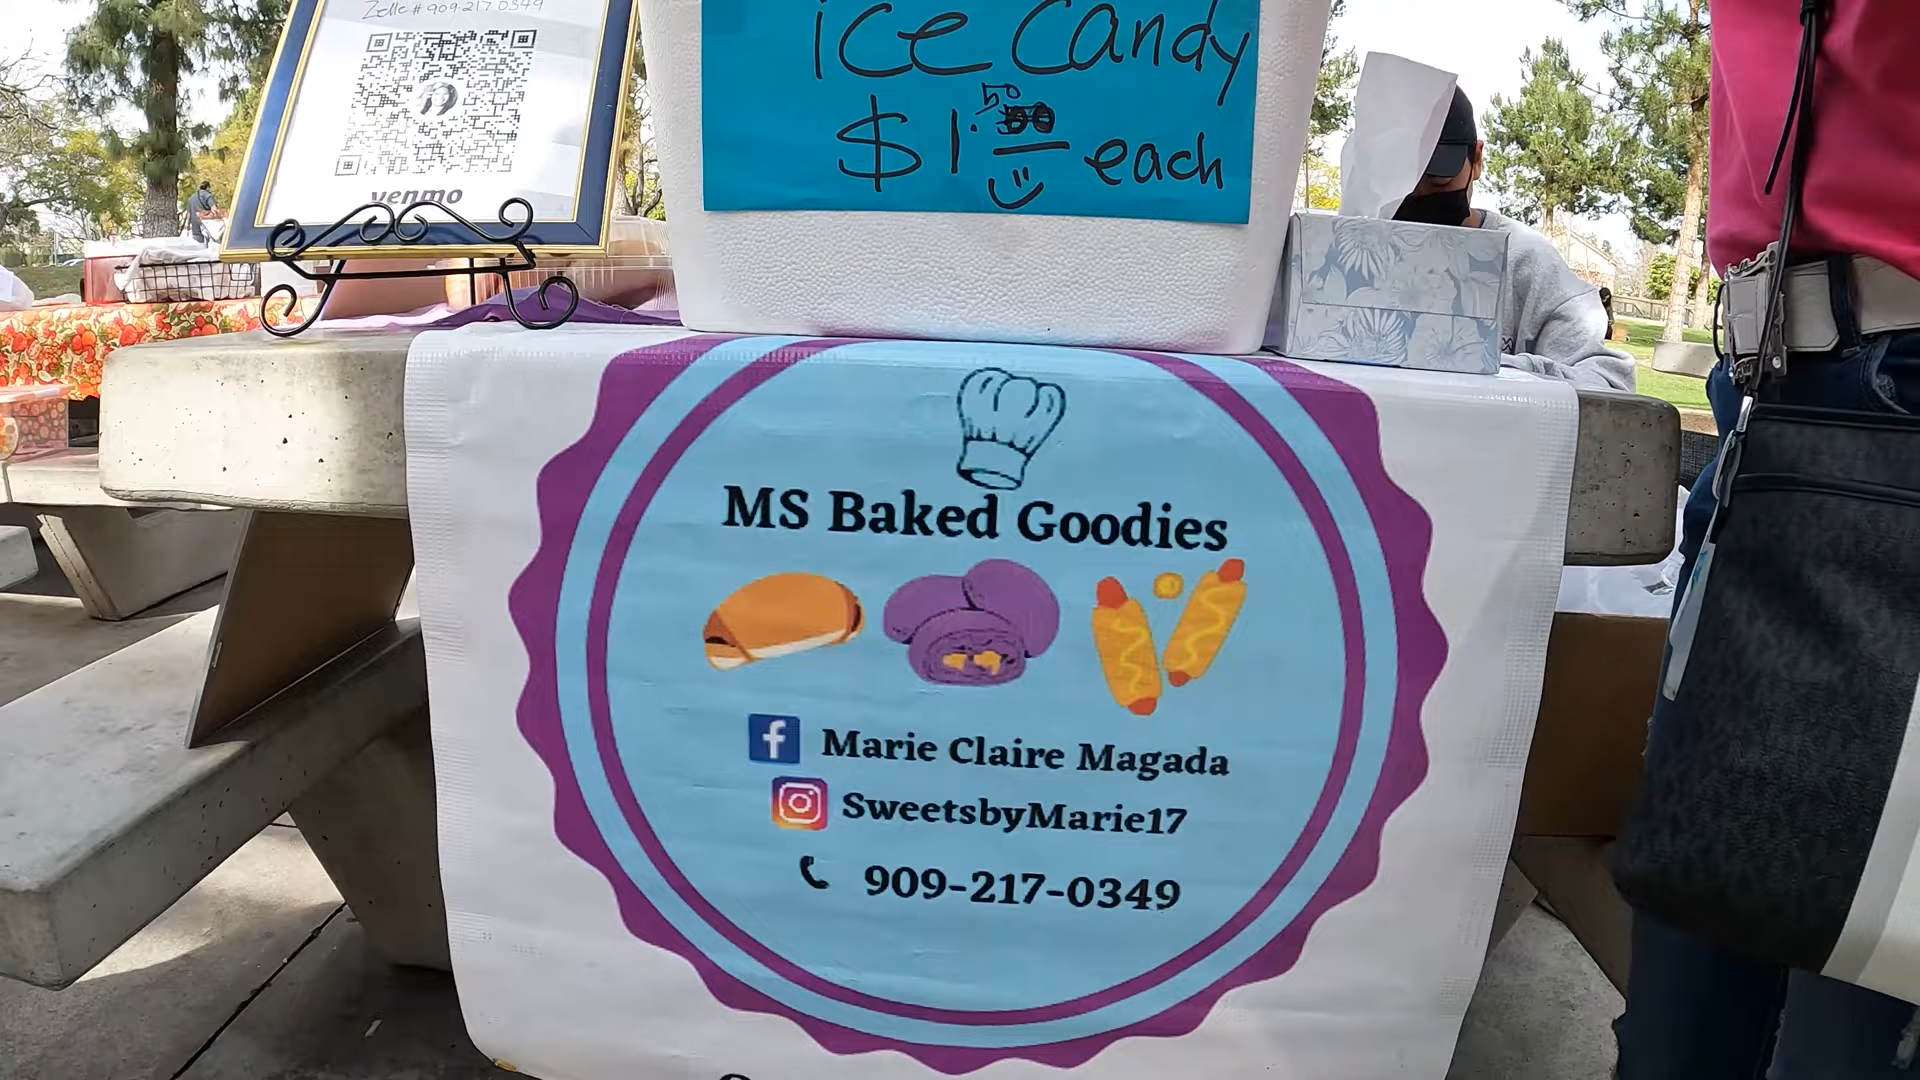 Zelle # 909 217 0349
venmo
ice candy
$1.50 each
MS Baked Goodies
Marie Claire Magada
SweetsbyMarie17
909-217-0349